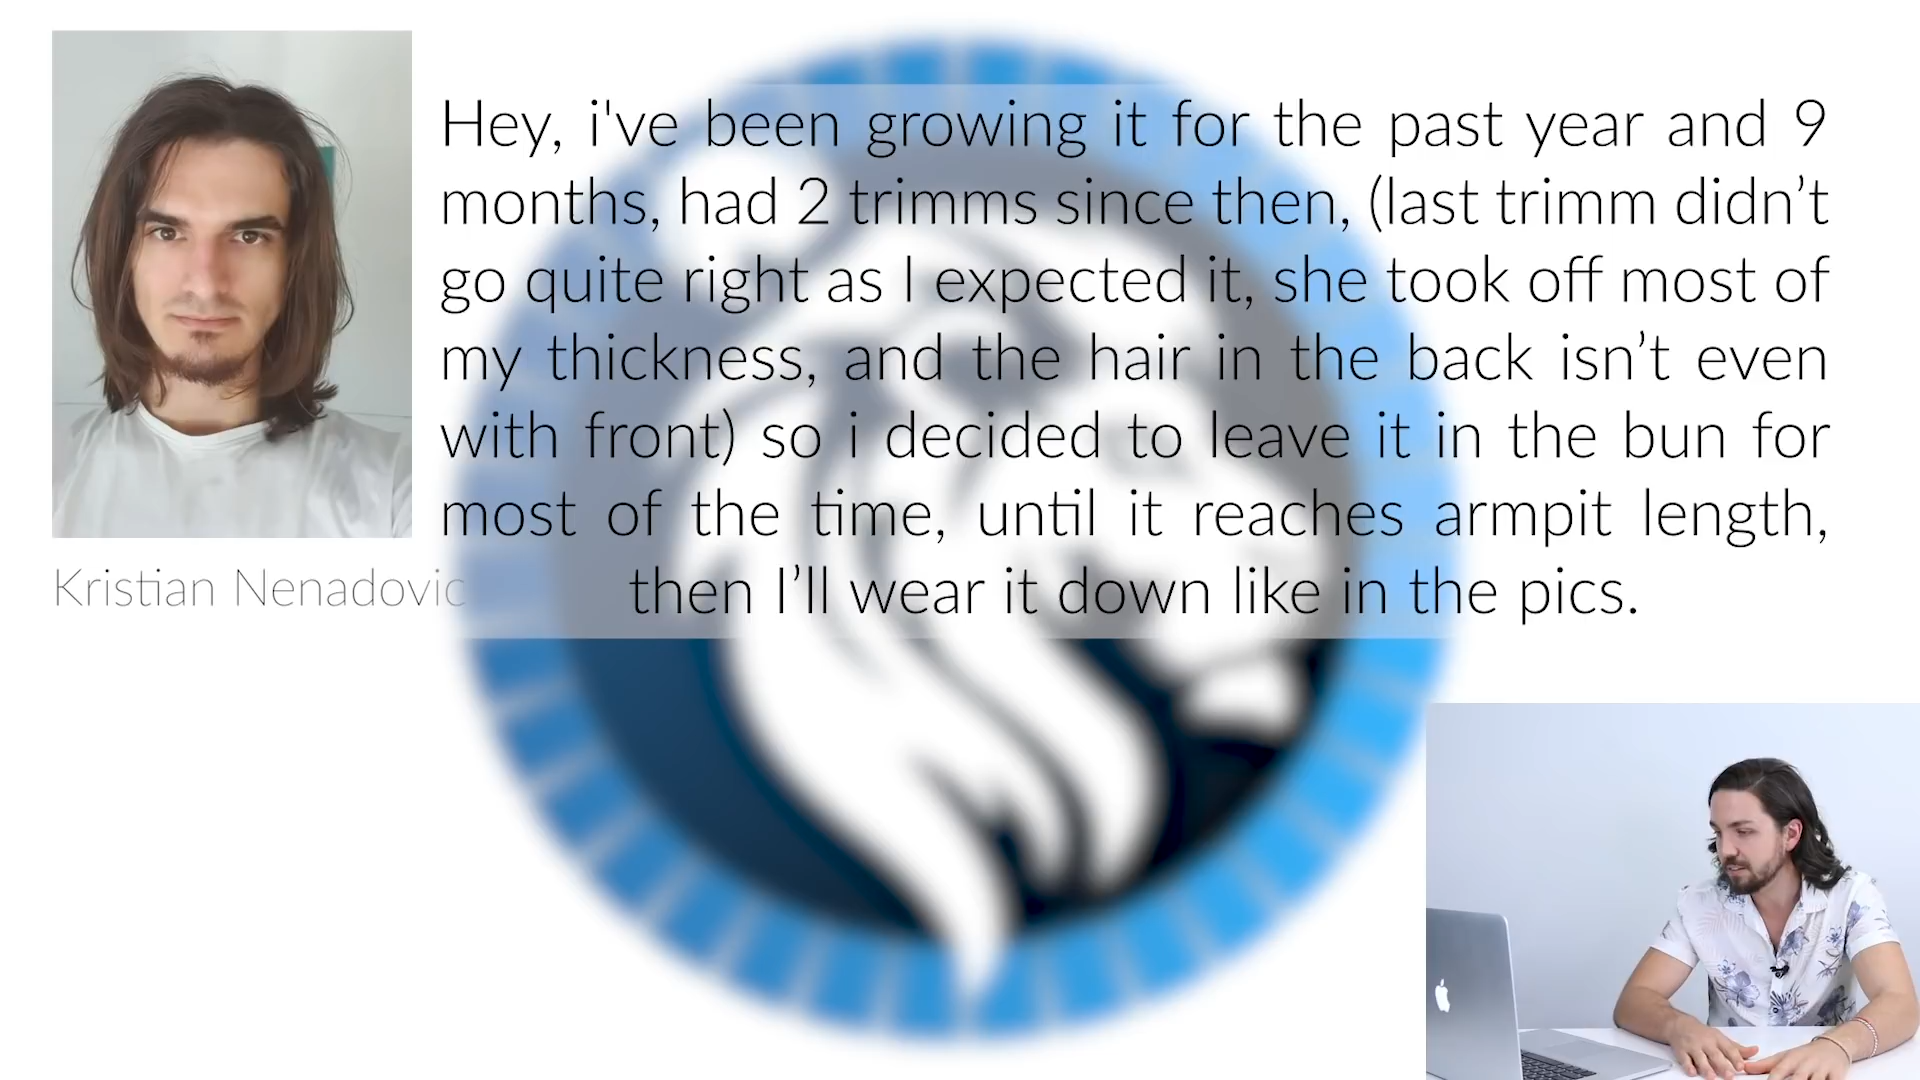 Hey, i've been growing it for the past year and 9
months, had 2 trimms since then, (last trimm didn’t
go quite right as I expected it, she took off most of
my thickness, and the hair in the back isn’t even
with front) so i decided to leave it in the bun for
most of the time, until it reaches armpit length,
then I’ll wear it down like in the pics.
Kristian Nenadovic